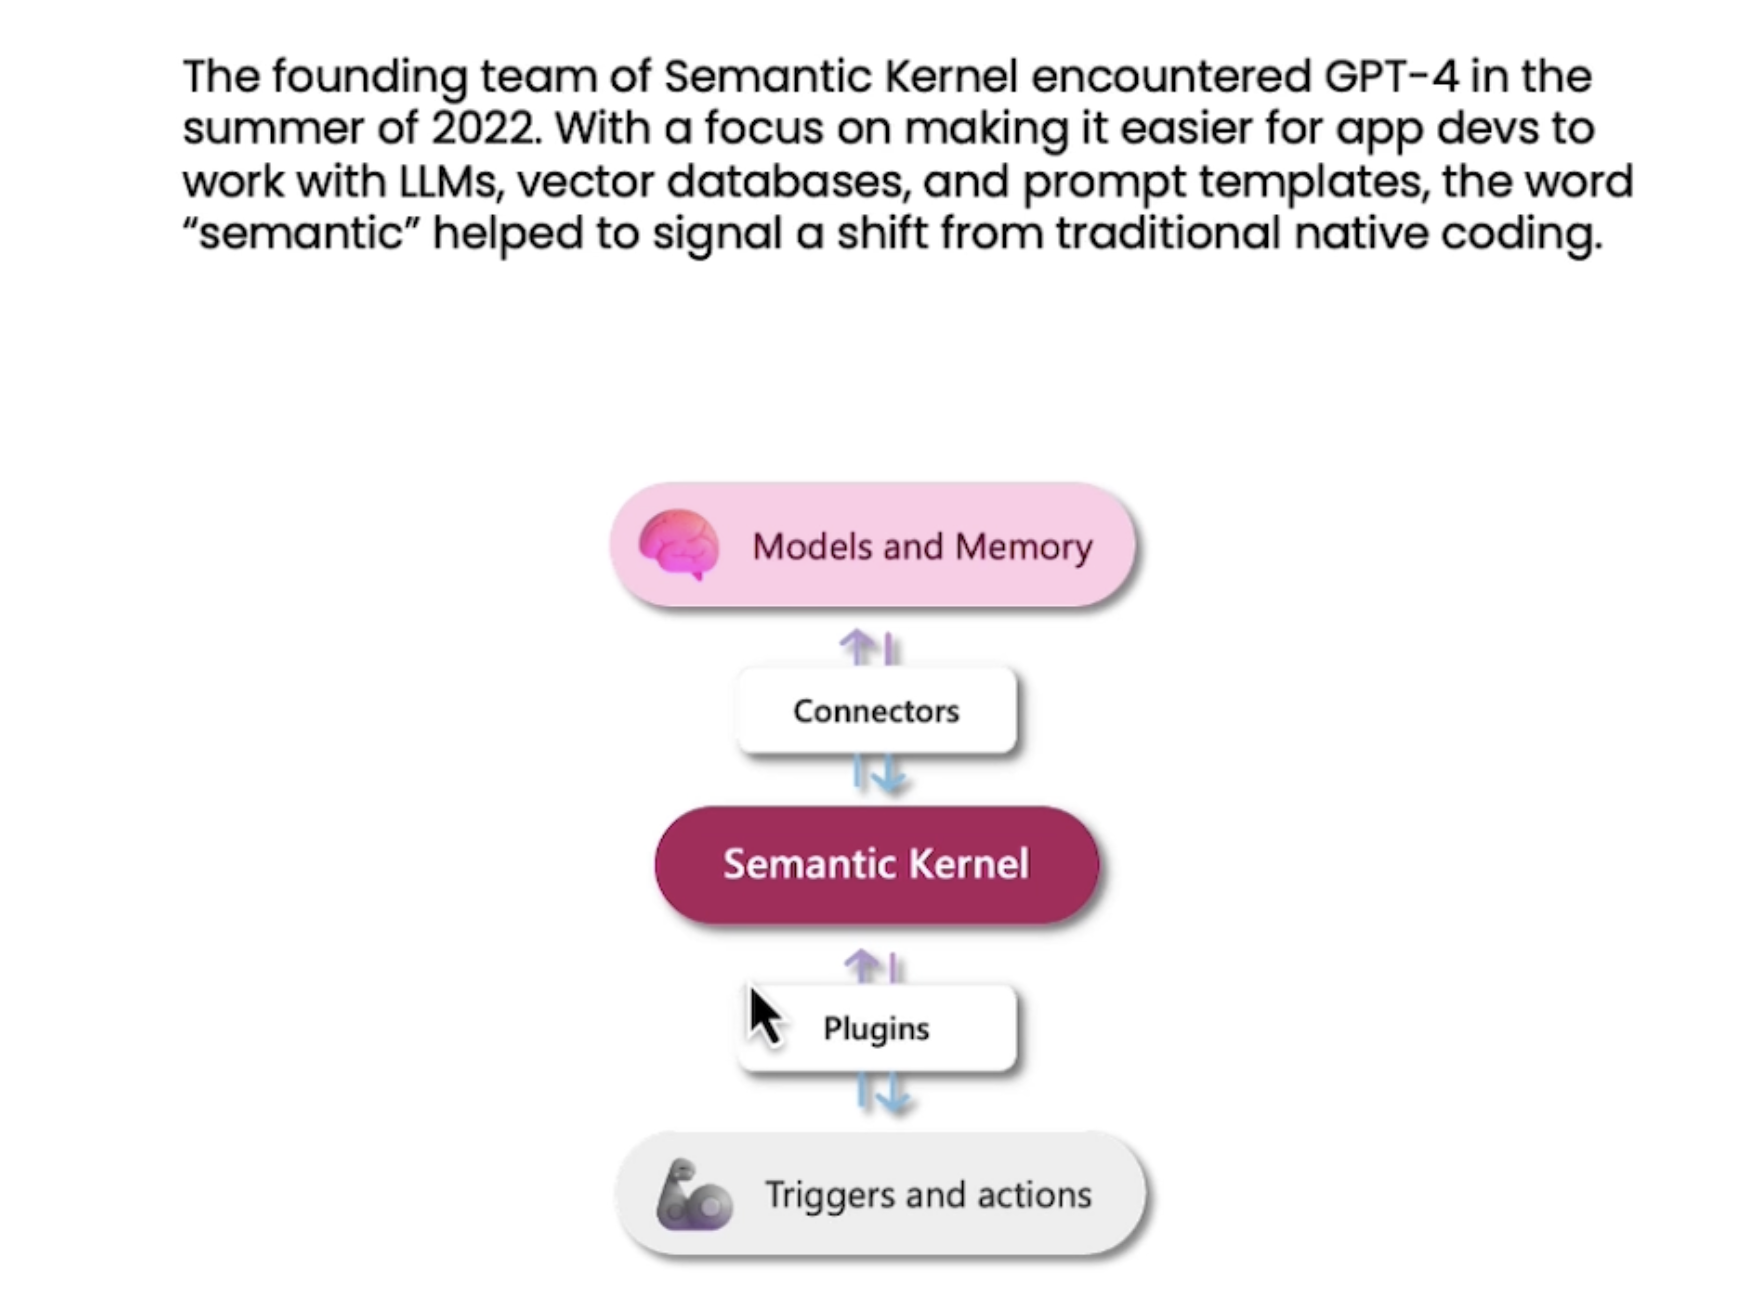 The founding team of Semantic Kernel encountered GPT-4 in the
summer of 2022. With a focus on making it easier for app devs to
work with LLMs, vector databases, and prompt templates, the word
“semantic” helped to signal a shift from traditional native coding.
Models and Memory
Connectors
Semantic Kernel
Plugins
Triggers and actions